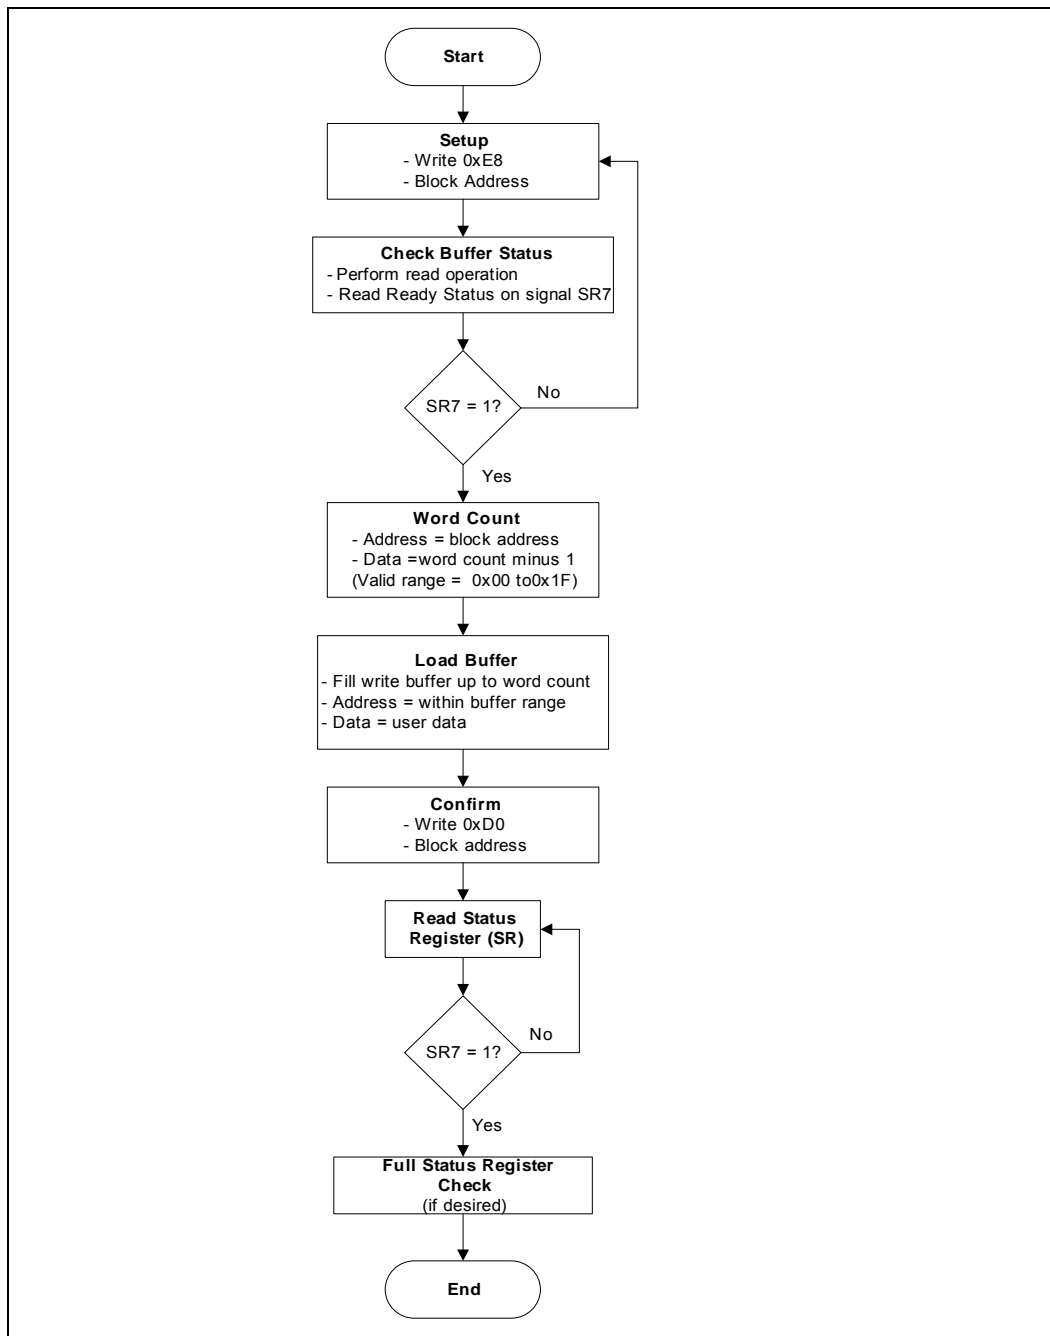 Start
Setup
- Write 0xE8
- Block Address
Check Buffer Status
- Perform read operation
- Read Ready Status on signal SR7
No
SR7 = 1?
Yes
Word Count
- Address = block address
- Data =word count minus 1
(Valid range = 0x00 to0x1F)
Load Buffer
- Fill write buffer up to word count
- Address = within buffer range
- Data = user data
Confirm
- Write 0xD0
- Block address
Read Status
Register (SR)
No
SR7 = 1?
Yes
Full Status Register
Check
(if desired)
End